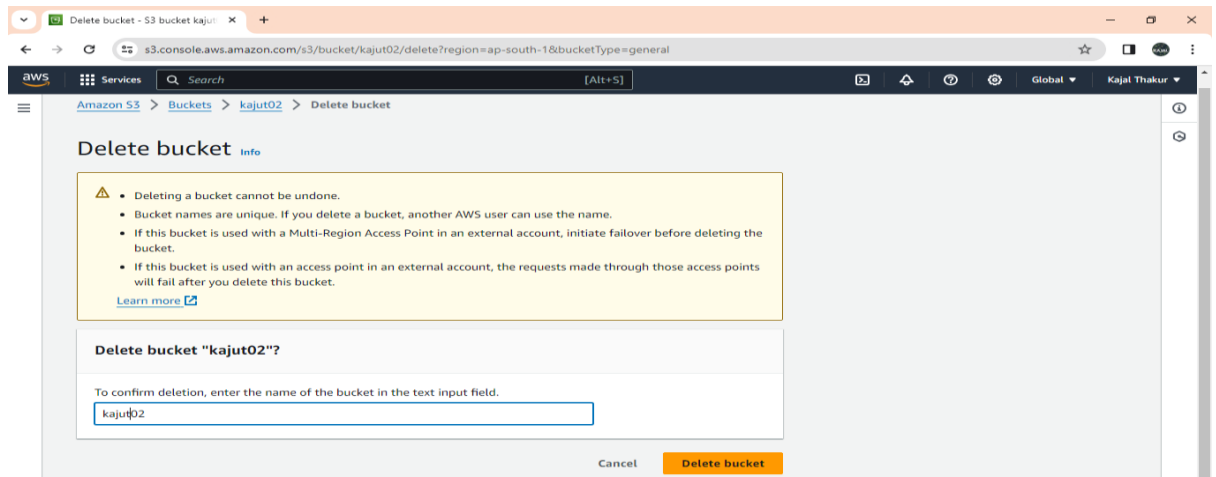 Delete bucket - S3 bucket kajut
s3.console.aws.amazon.com/s3/bucket/kajut02/delete?region=ap-south-1&bucketType=general
aws Services Search [Alt+S] Global Kajal Thakur
Amazon S3 > Buckets > kajut02 > Delete bucket
Delete bucket Info
• Deleting a bucket cannot be undone.
• Bucket names are unique. If you delete a bucket, another AWS user can use the name.
• If this bucket is used with a Multi-Region Access Point in an external account, initiate failover before deleting the
bucket.
• If this bucket is used with an access point in an external account, the requests made through those access points
will fail after you delete this bucket.
Learn more
Delete bucket "kajut02"?
To confirm deletion, enter the name of the bucket in the text input field.
kajut02
Cancel Delete bucket